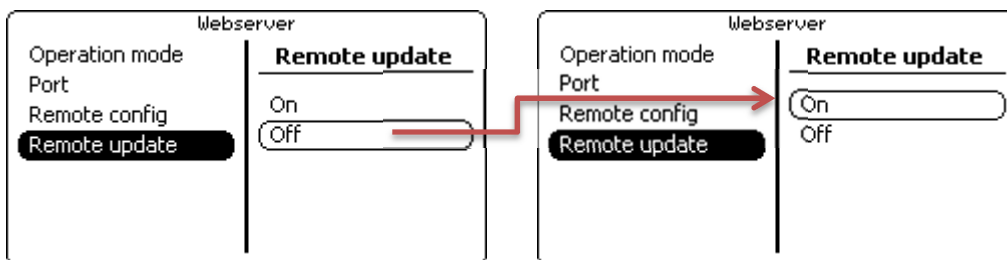 Webserver
Operation mode
Port
Remote config
Remote update
Remote update
On
Off
Webserver
Operation mode
Port
Remote config
Remote update
Remote update
On
Off